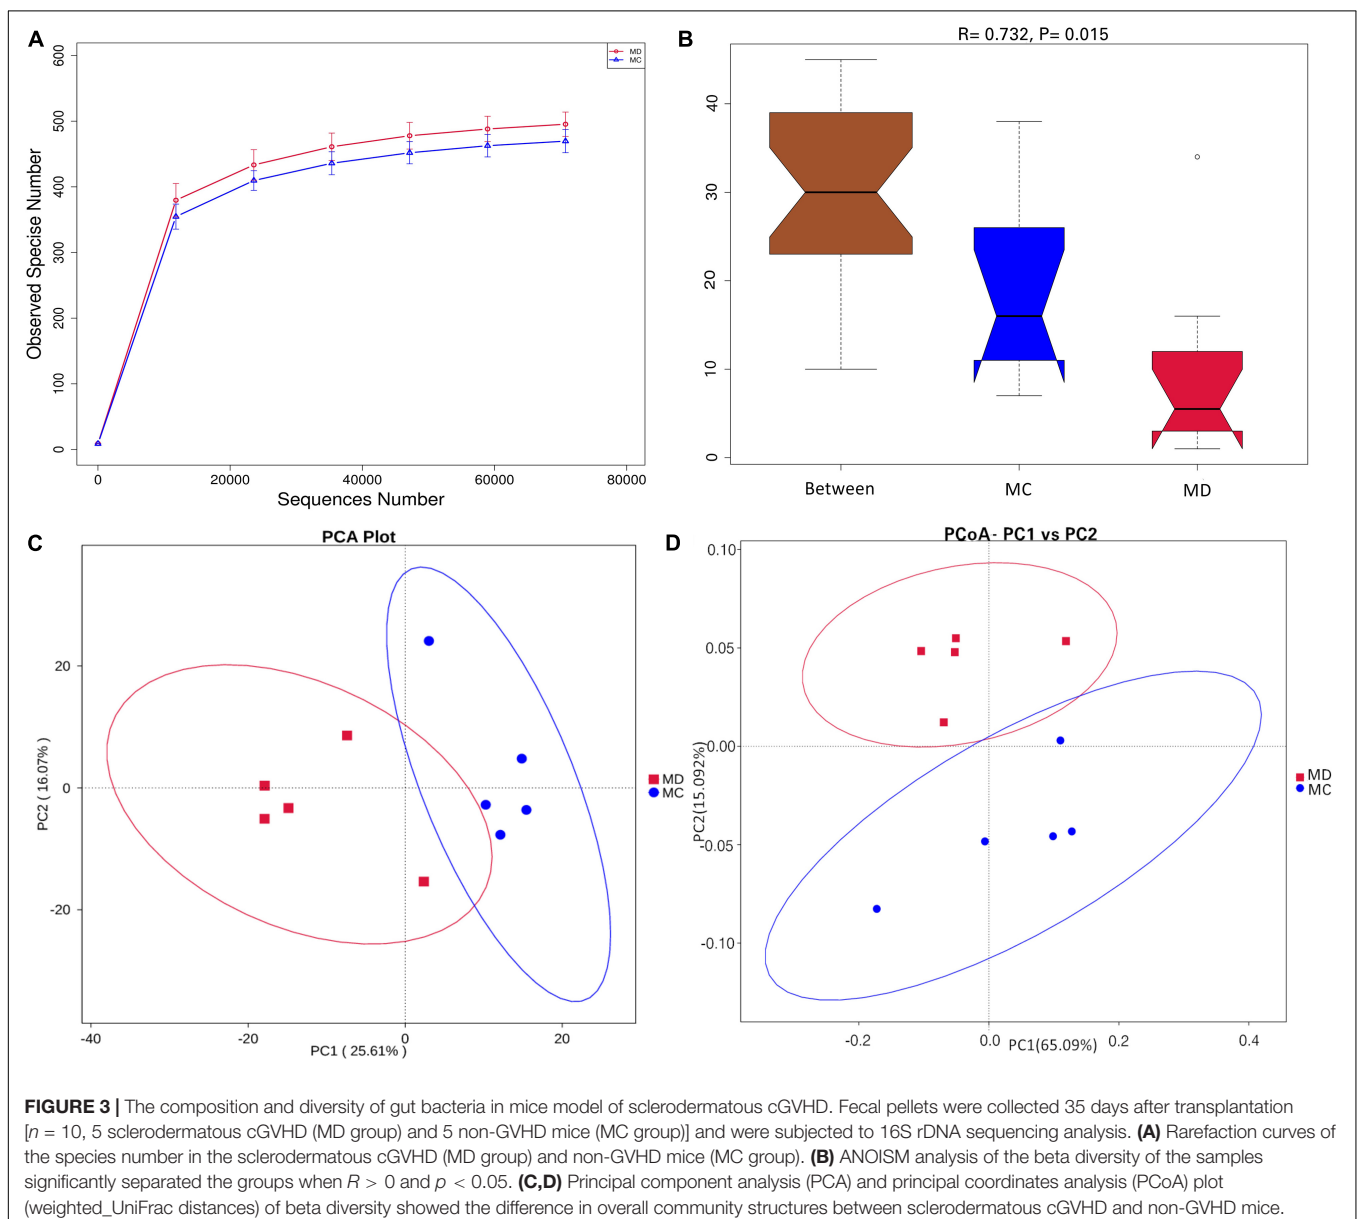 A
600
500
400
300
200
100
0
Observed Specise Number
0 20000 40000 60000 80000
Sequences Number
MD
MC
B
R= 0.732, P= 0.015
40
30
20
10
0
Between MC MD
C
PCA Plot
20
0
-20
PC2 ( 16.07% )
-40 -20 0 20
PC1 ( 25.61% )
MD
MC
D
PCoA- PC1 vs PC2
0.10
0.05
0.00
-0.05
-0.10
PC2(15.092%)
-0.2 0.0 0.2 0.4
PC1(65.09%)
MD
MC
FIGURE 3 | The composition and diversity of gut bacteria in mice model of sclerodermatous cGVHD. Fecal pellets were collected 35 days after transplantation
[n = 10, 5 sclerodermatous cGVHD (MD group) and 5 non-GVHD mice (MC group)] and were subjected to 16S rDNA sequencing analysis. (A) Rarefaction curves of
the species number in the sclerodermatous cGVHD (MD group) and non-GVHD mice (MC group). (B) ANOISM analysis of the beta diversity of the samples
significantly separated the groups when R > 0 and p < 0.05. (C,D) Principal component analysis (PCA) and principal coordinates analysis (PCoA) plot
(weighted_UniFrac distances) of beta diversity showed the difference in overall community structures between sclerodermatous cGVHD and non-GVHD mice.